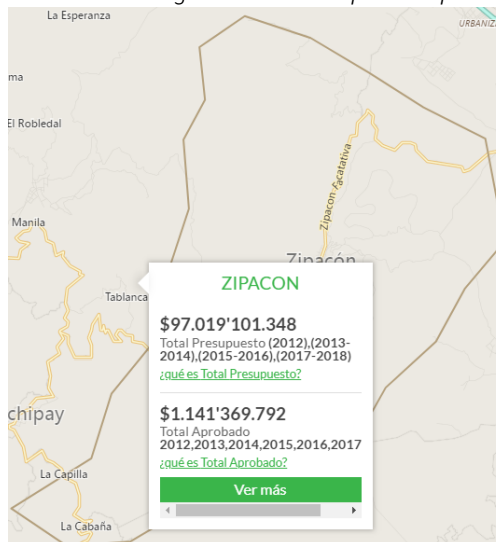 La Esperanza
El Robledal
Manila
Zipacon Facatativa
Zipacón
Tablanca
chipay
La Capilla
La Cabaña
ZIPACON
$97.019'101.348
Total Presupuesto (2012),(2013-
2014),(2015-2016),(2017-2018)
¿qué es Total Presupuesto?
$1.141'369.792
Total Aprobado
2012,2013,2014,2015,2016,2017
¿qué es Total Aprobado?
Ver más